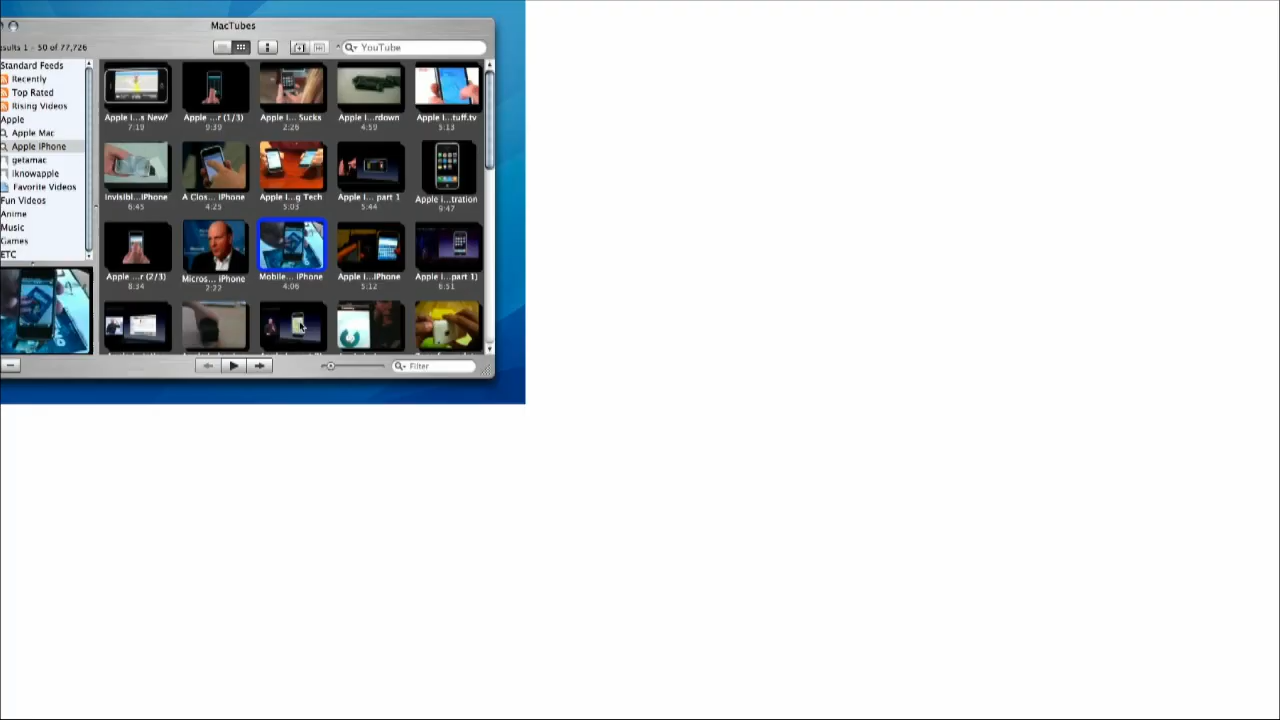 MacTubes
esults 1 - 50 of 77,726
YouTube
Standard Feeds
Recently
Top Rated
Rising Videos
Apple
Apple Mac
Apple iPhone
getamac
iknowapple
Favorite Videos
Fun Videos
Anime
Music
Games
ETC
Apple I...s New?
7:19
Apple ...r (1/3)
9:39
Apple I... Sucks
2:26
Apple i...rdown
4:59
Apple I...tuff.tv
5:13
Invisibl...iPhone
6:45
A Clos... iPhone
4:25
Apple I...g Tech
5:03
Apple I... part 1
5:44
Apple i...tration
9:47
Apple ...r (2/3)
8:34
Micros... iPhone
2:22
Mobile... iPhone
4:06
Apple i...iPhone
5:12
Apple i...part 1)
6:51
Filter